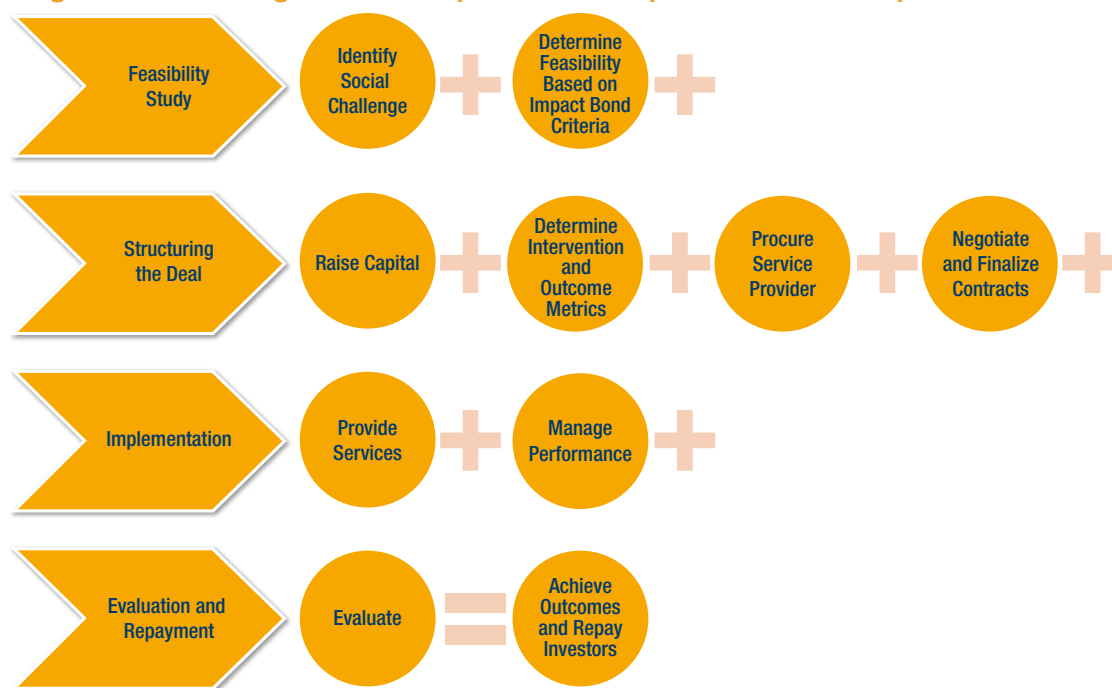 Feasibility
Study
Identify
Social
Challenge
Determine
Feasibility
Based on
Impact Bond
Criteria
Structuring
the Deal
Raise Capital
Determine
Intervention
and
Outcome
Metrics
Procure
Service
Provider
Negotiate
and Finalize
Contracts
Implementation
Provide
Services
Manage
Performance
Evaluation and
Repayment
Evaluate
Achieve
Outcomes
and Repay
Investors